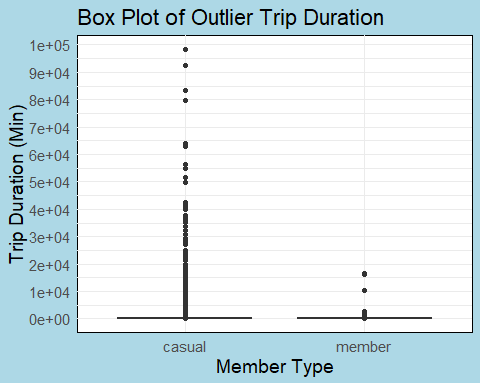 Box Plot of Outlier Trip Duration
1e+05
9e+04
8e+04
7e+04
6e+04
5e+04
4e+04
3e+04
2e+04
1e+04
0e+00
Trip Duration (Min)
casual member
Member Type